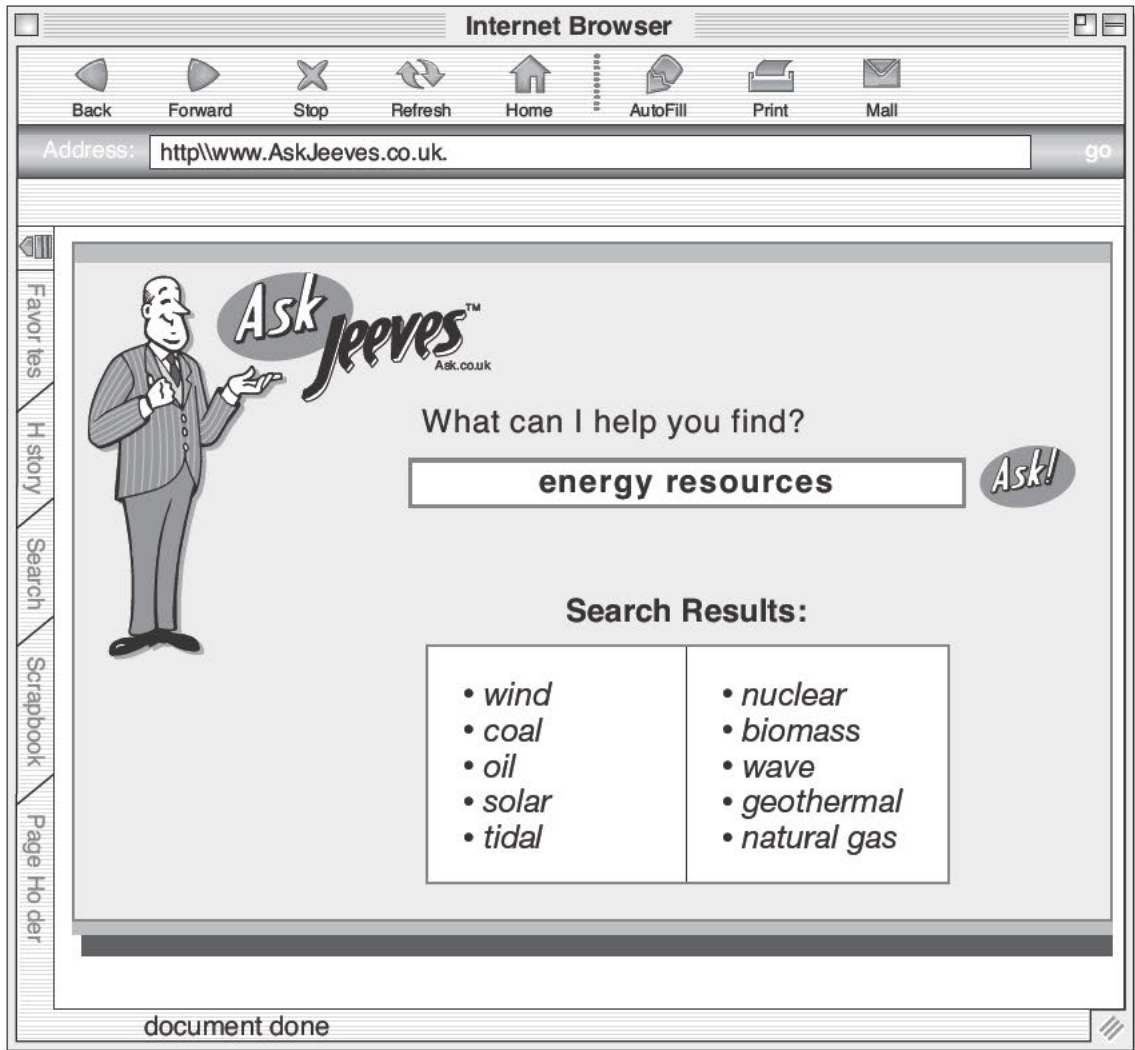 Internet Browser
Back Forward Stop Refresh Home AutoFill Print Mail
Address: http\\www.AskJeeves.co.uk. go
Favor tes
H story
Search
Scrapbook
Page Ho der
Ask Jeeves™
Ask.co.uk
What can I help you find?
energy resources Ask!
Search Results:
• wind
• coal
• oil
• solar
• tidal
• nuclear
• biomass
• wave
• geothermal
• natural gas
document done